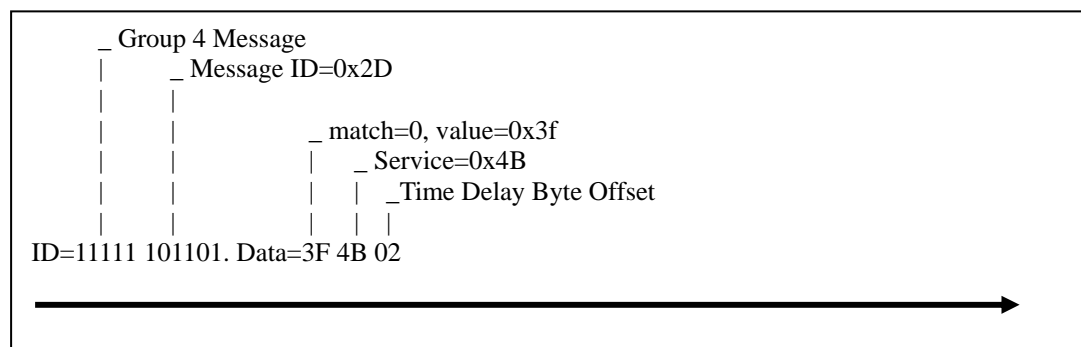 _ Group 4 Message
| _ Message ID=0x2D
| |
| | _ match=0, value=0x3f
| | | _ Service=0x4B
| | | | _Time Delay Byte Offset
| | | | |
ID=11111 101101. Data=3F 4B 02